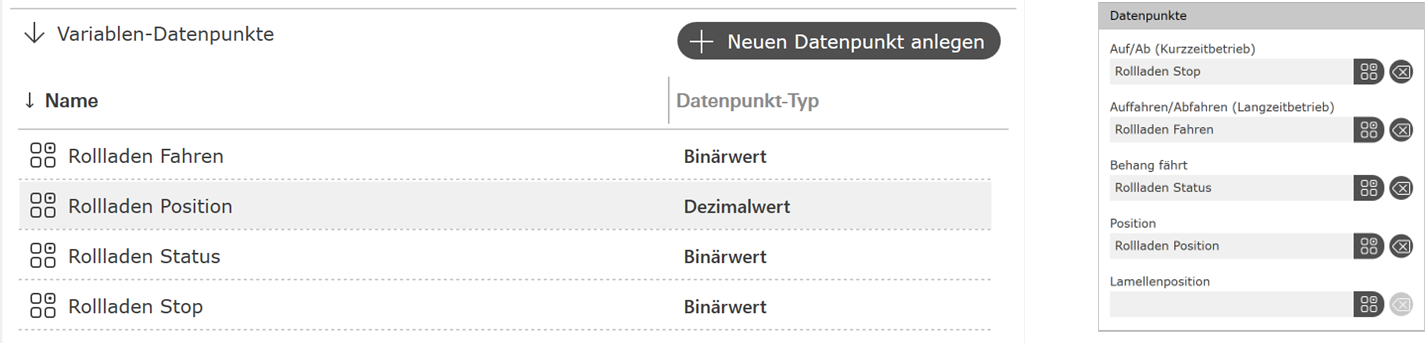 Variablen-Datenpunkte
Neuen Datenpunkt anlegen
Name Datenpunkt-Typ
Rollladen Fahren Binärwert
Rollladen Position Dezimalwert
Rollladen Status Binärwert
Rollladen Stop Binärwert
Datenpunkte
Auf/Ab (Kurzzeitbetrieb)
Rollladen Stop
Auffahren/Abfahren (Langzeitbetrieb)
Rollladen Fahren
Behang fährt
Rollladen Status
Position
Rollladen Position
Lamellenposition